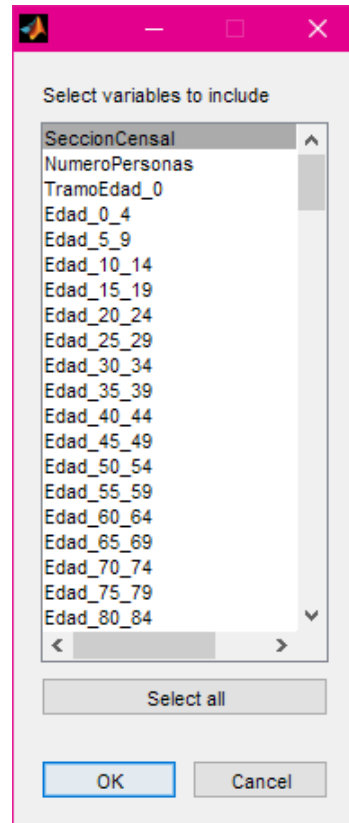 Select variables to include
SeccionCensal
NumeroPersonas
TramoEdad_0
Edad_0_4
Edad_5_9
Edad_10_14
Edad_15_19
Edad_20_24
Edad_25_29
Edad_30_34
Edad_35_39
Edad_40_44
Edad_45_49
Edad_50_54
Edad_55_59
Edad_60_64
Edad_65_69
Edad_70_74
Edad_75_79
Edad_80_84
Select all
OK Cancel